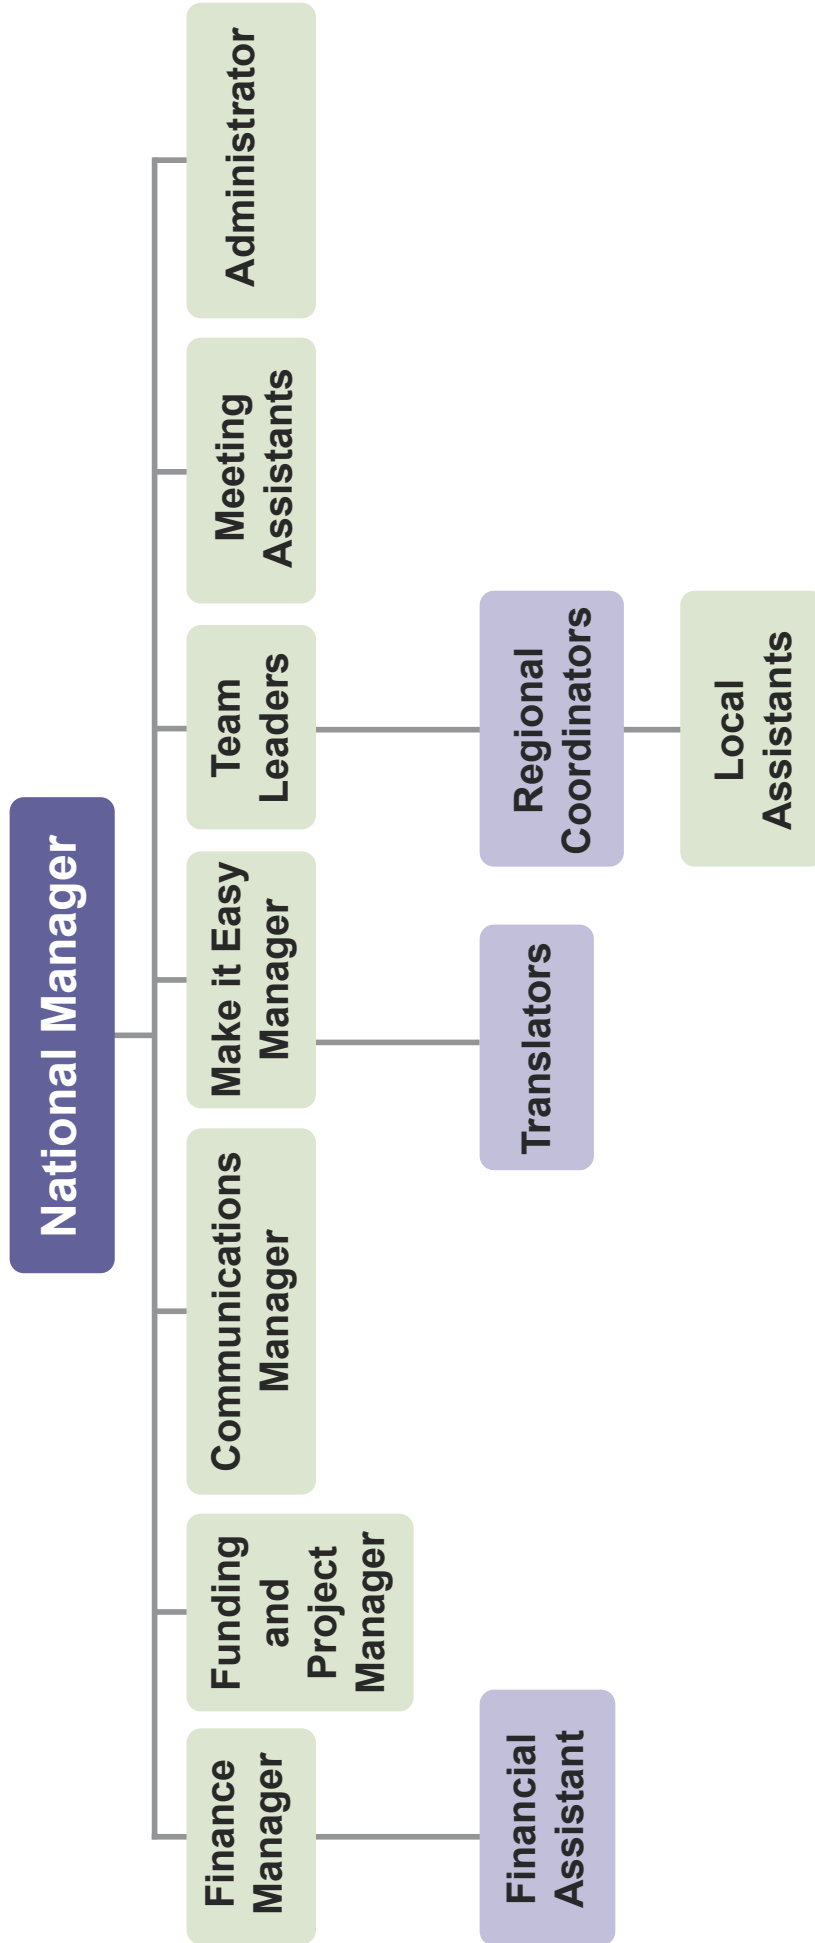 National Manager
Finance
Manager
Funding
and
Project
Manager
Communications
Manager
Make it Easy
Manager
Team
Leaders
Meeting
Assistants
Administrator
Financial
Assistant
Translators
Regional
Coordinators
Local
Assistants